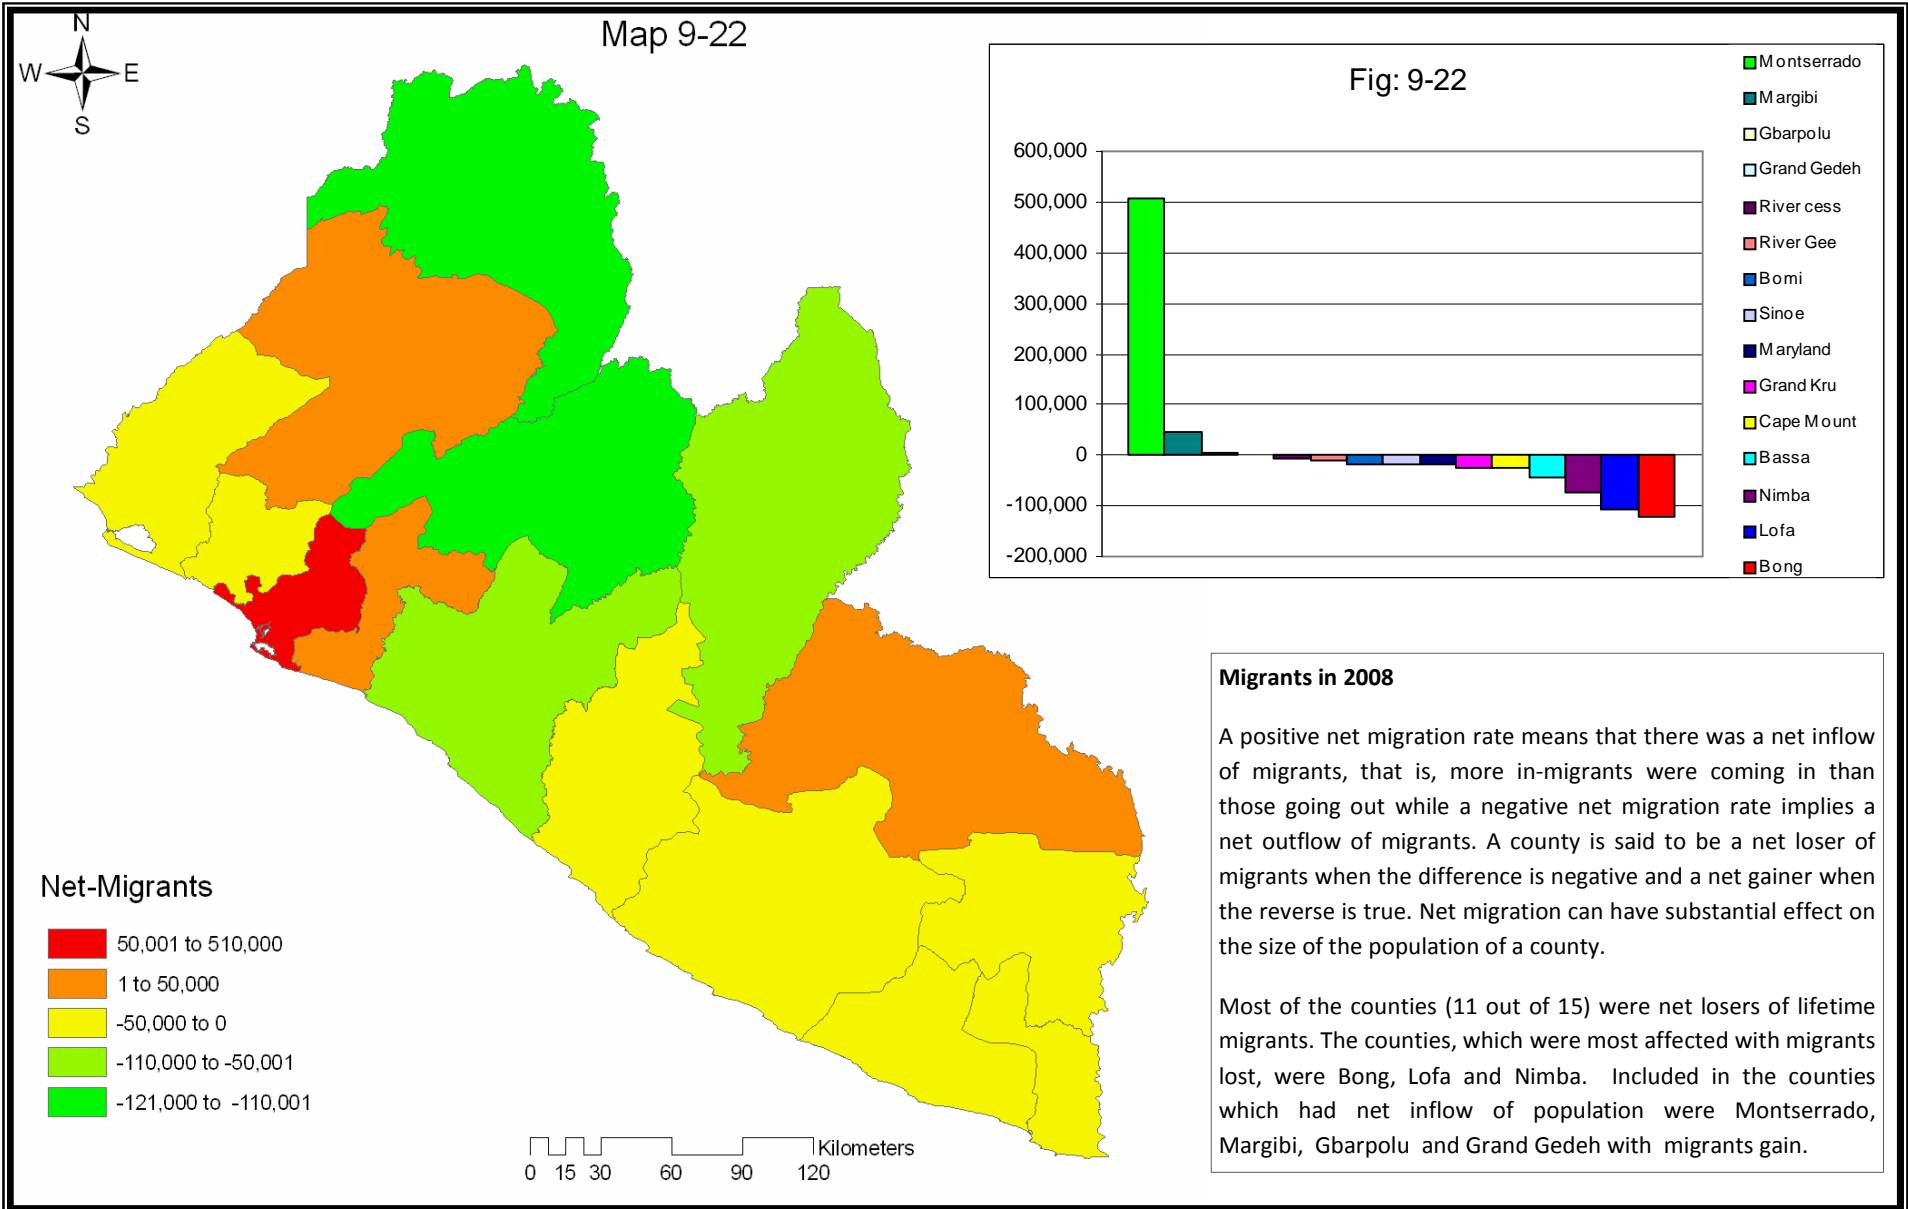 Map 9-22
N
W E
S
Net-Migrants
50,001 to 510,000
1 to 50,000
-50,000 to 0
-110,000 to -50,001
-121,000 to -110,001
Kilometers
0 15 30 60 90 120
Fig: 9-22
600,000
500,000
400,000
300,000
200,000
100,000
0
-100,000
-200,000
Montserrado
Margibi
Gbarpolu
Grand Gedeh
River cess
River Gee
Bomi
Sinoe
Maryland
Grand Kru
Cape Mount
Bassa
Nimba
Lofa
Bong
Migrants in 2008
A positive net migration rate means that there was a net inflow
of migrants, that is, more in-migrants were coming in than
those going out while a negative net migration rate implies a
net outflow of migrants. A county is said to be a net loser of
migrants when the difference is negative and a net gainer when
the reverse is true. Net migration can have substantial effect on
the size of the population of a county.
Most of the counties (11 out of 15) were net losers of lifetime
migrants. The counties, which were most affected with migrants
lost, were Bong, Lofa and Nimba. Included in the counties
which had net inflow of population were Montserrado,
Margibi, Gbarpolu and Grand Gedeh with migrants gain.